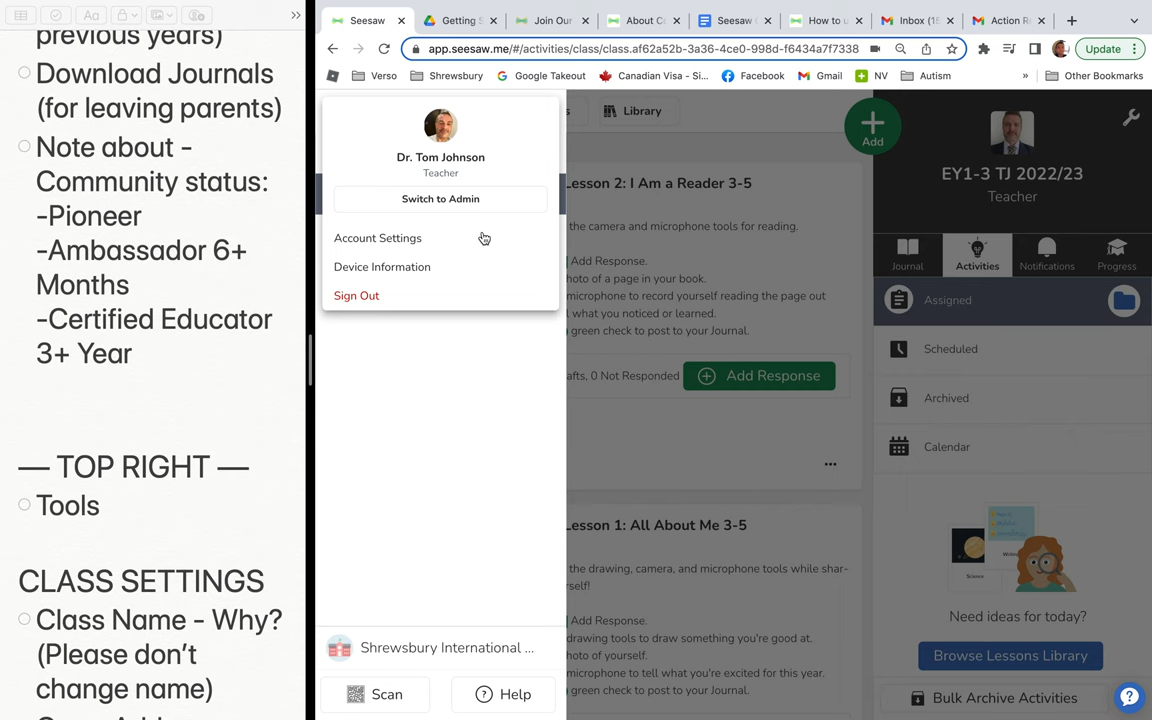 previous years)
Download Journals
(for leaving parents)
Note about -
Community status:
-Pioneer
-Ambassador 6+
Months
-Certified Educator
3+ Year
— TOP RIGHT —
Tools
CLASS SETTINGS
Class Name - Why?
(Please don't
change name)
Seesaw
Getting S
Join Our
About C
Seesaw
How to u
Inbox (15
Action R
app.seesaw.me/#/activities/class/class.af62a52b-3a36-4ce0-998d-f6434a7f7338
Update
Verso
Shrewsbury
Google Takeout
Canadian Visa - Si...
Facebook
Gmail
NV
Autism
»
Other Bookmarks
Dr. Tom Johnson
Teacher
Switch to Admin
Account Settings
Device Information
Sign Out
Shrewsbury International ...
Scan
Help
s
Library
Add
Lesson 2: I Am a Reader 3-5
the camera and microphone tools for reading.
Add Response.
hoto of a page in your book.
microphone to record yourself reading the page out
l what you noticed or learned.
green check to post to your Journal.
afts, 0 Not Responded
Add Response
Lesson 1: All About Me 3-5
the drawing, camera, and microphone tools while shar-
rself!
Add Response.
drawing tools to draw something you're good at.
hoto of yourself.
microphone to tell what you're excited for this year.
green check to post to your Journal.
EY1-3 TJ 2022/23
Teacher
Journal
Activities
Notifications
Progress
Assigned
Scheduled
Archived
Calendar
Science
Need ideas for today?
Browse Lessons Library
Bulk Archive Activities